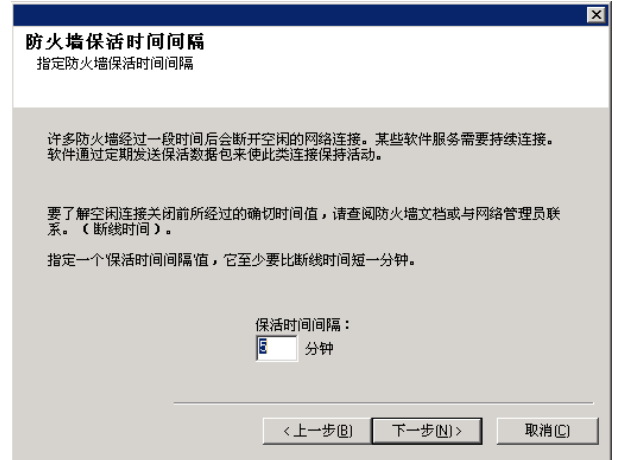 防火墙保活时间间隔
指定防火墙保活时间间隔
许多防火墙经过一段时间后会断开空闲的网络连接。某些软件服务需要持续连接。
软件通过定期发送保活数据包来使此类连接保持活动。
要了解空闲连接关闭前所经过的确切时间值，请查阅防火墙文档或与网络管理员联
系。（断线时间）。
指定一个'保活时间间隔'值，它至少要比断线时间短一分钟。
保活时间间隔：
5 分钟
<上一步(B) 下一步(N)> 取消(C)